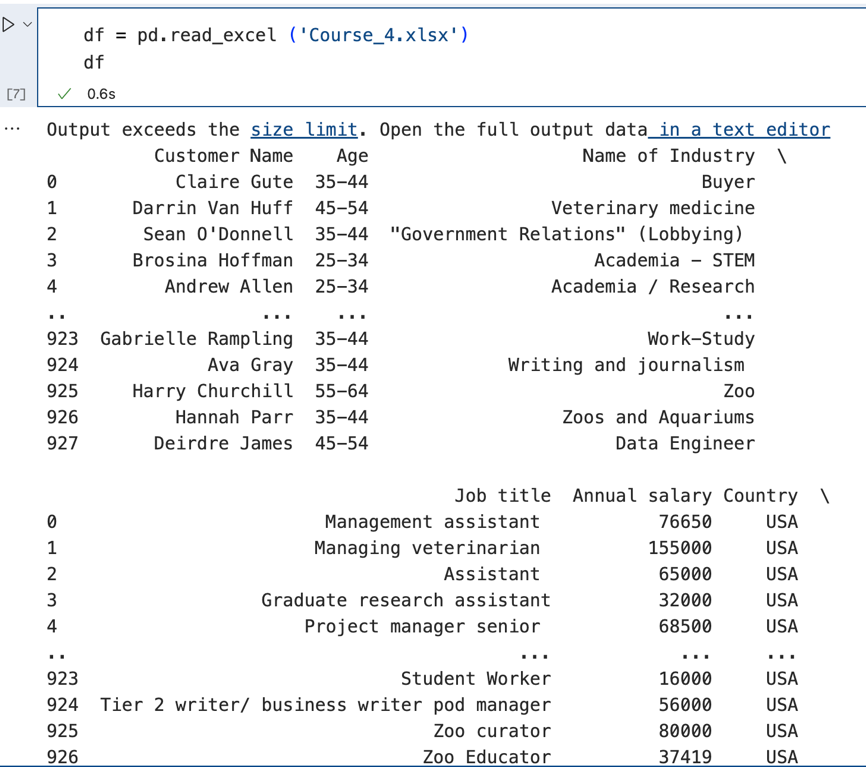 df = pd.read_excel ('Course_4.xlsx')
df
[7] ✓ 0.6s
... Output exceeds the size limit. Open the full output data in a text editor
Customer Name Age Name of Industry \
0 Claire Gute 35-44 Buyer
1 Darrin Van Huff 45-54 Veterinary medicine
2 Sean O'Donnell 35-44 "Government Relations" (Lobbying)
3 Brosina Hoffman 25-34 Academia - STEM
4 Andrew Allen 25-34 Academia / Research
.. ... ... ...
923 Gabrielle Rampling 35-44 Work-Study
924 Ava Gray 35-44 Writing and journalism
925 Harry Churchill 55-64 Zoo
926 Hannah Parr 35-44 Zoos and Aquariums
927 Deirdre James 45-54 Data Engineer
Job title Annual salary Country \
0 Management assistant 76650 USA
1 Managing veterinarian 155000 USA
2 Assistant 65000 USA
3 Graduate research assistant 32000 USA
4 Project manager senior 68500 USA
.. ... ... ...
923 Student Worker 16000 USA
924 Tier 2 writer/ business writer pod manager 56000 USA
925 Zoo curator 80000 USA
926 Zoo Educator 37419 USA